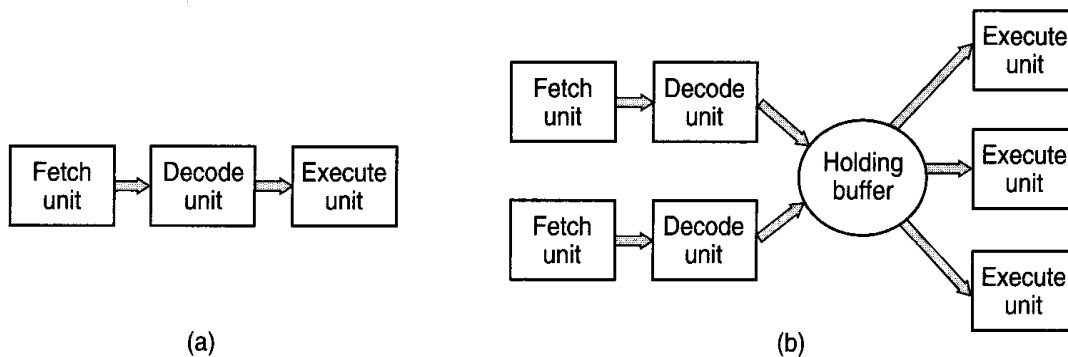 Fetch
unit
Decode
unit
Execute
unit
(a)
Fetch
unit
Decode
unit
Fetch
unit
Decode
unit
Holding
buffer
Execute
unit
Execute
unit
Execute
unit
(b)